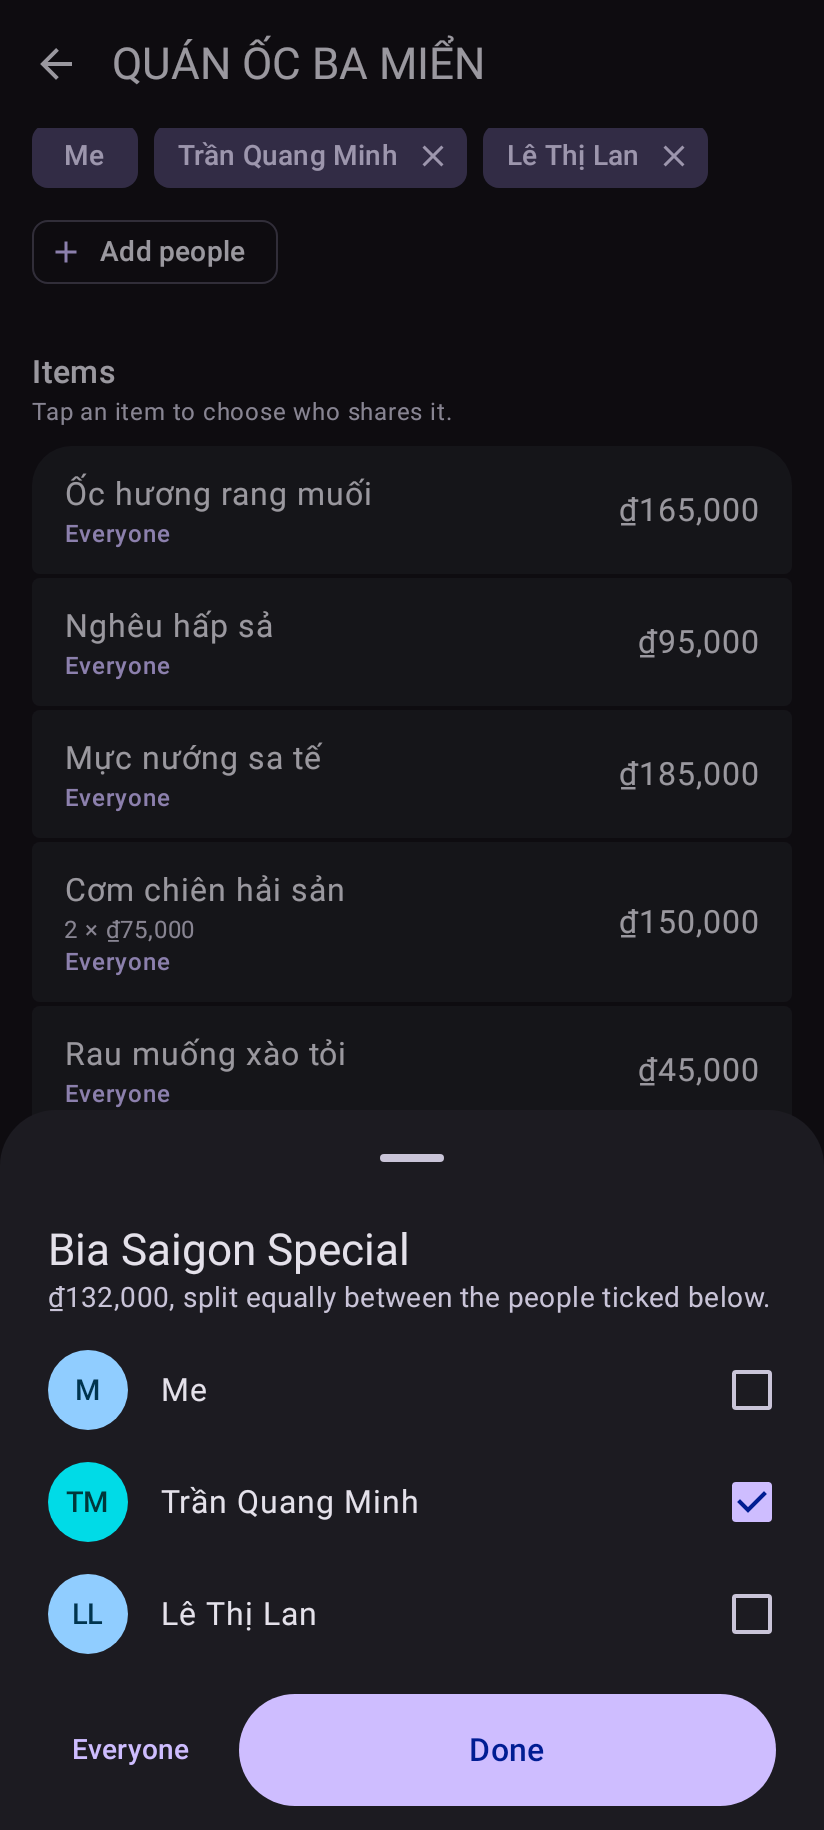 QUÁN ỐC BA MIỂN
Me
Trần Quang Minh
Lê Thị Lan
Add people
Items
Tap an item to choose who shares it.
Ốc hương rang muối
₫165,000
Everyone
Nghêu hấp sả
₫95,000
Everyone
Mực nướng sa tế
₫185,000
Everyone
Cơm chiên hải sản
2 × ₫75,000
₫150,000
Everyone
Rau muống xào tỏi
₫45,000
Everyone
Bia Saigon Special
₫132,000, split equally between the people ticked below.
M
Me
TM
Trần Quang Minh
LL
Lê Thị Lan
Everyone
Done